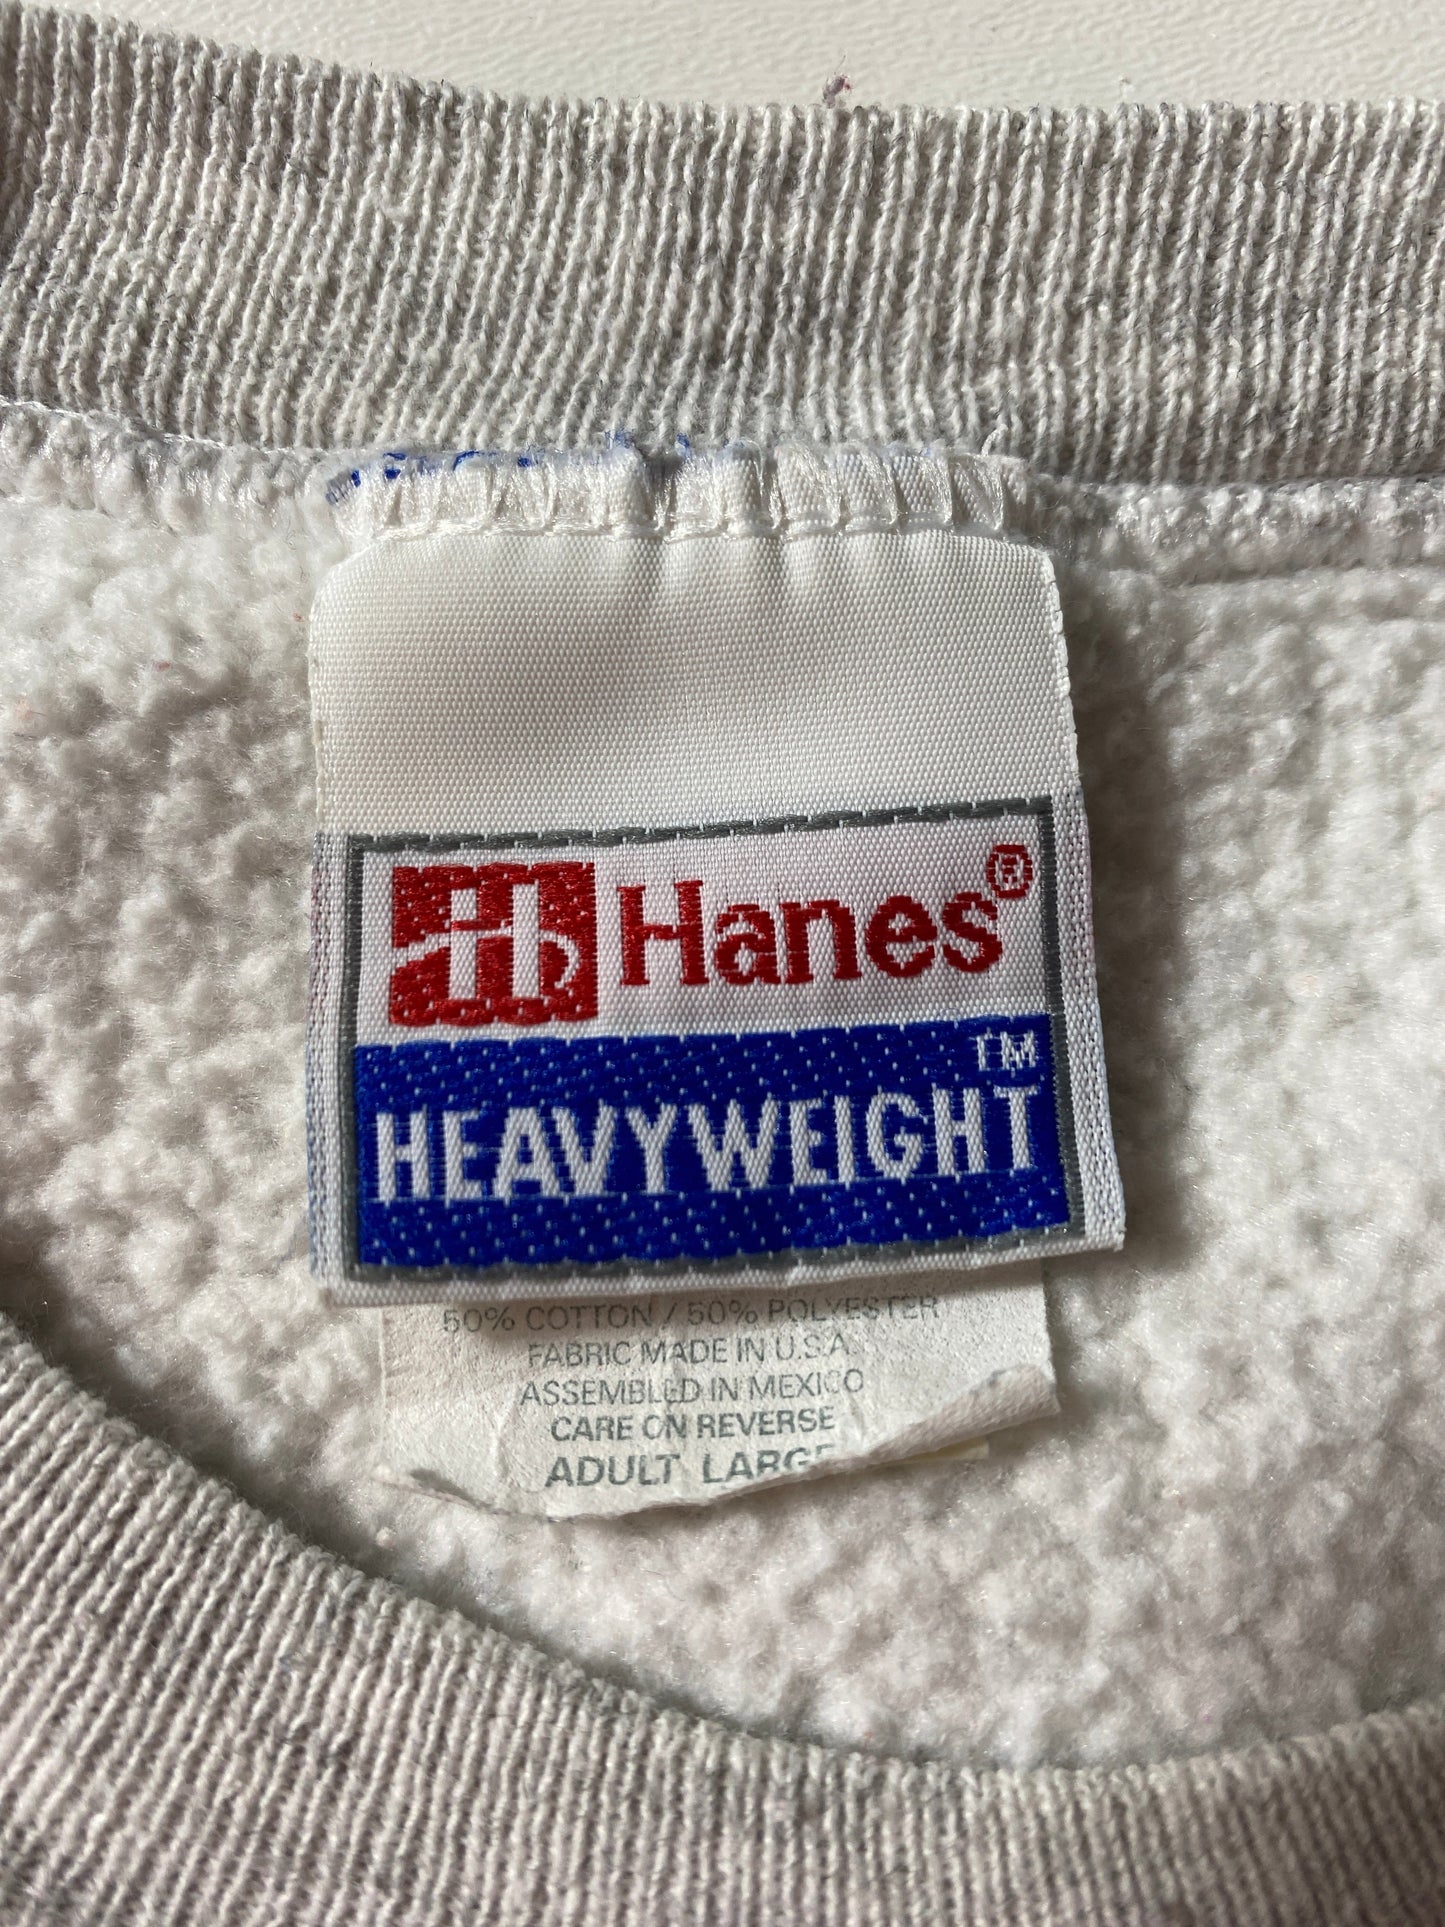 Hanes®
HEAVYWEIGHT™
50% COTTON / 50% POLYESTER
FABRIC MADE IN U.S.A.
ASSEMBLED IN MEXICO
CARE ON REVERSE
ADULT LARGE